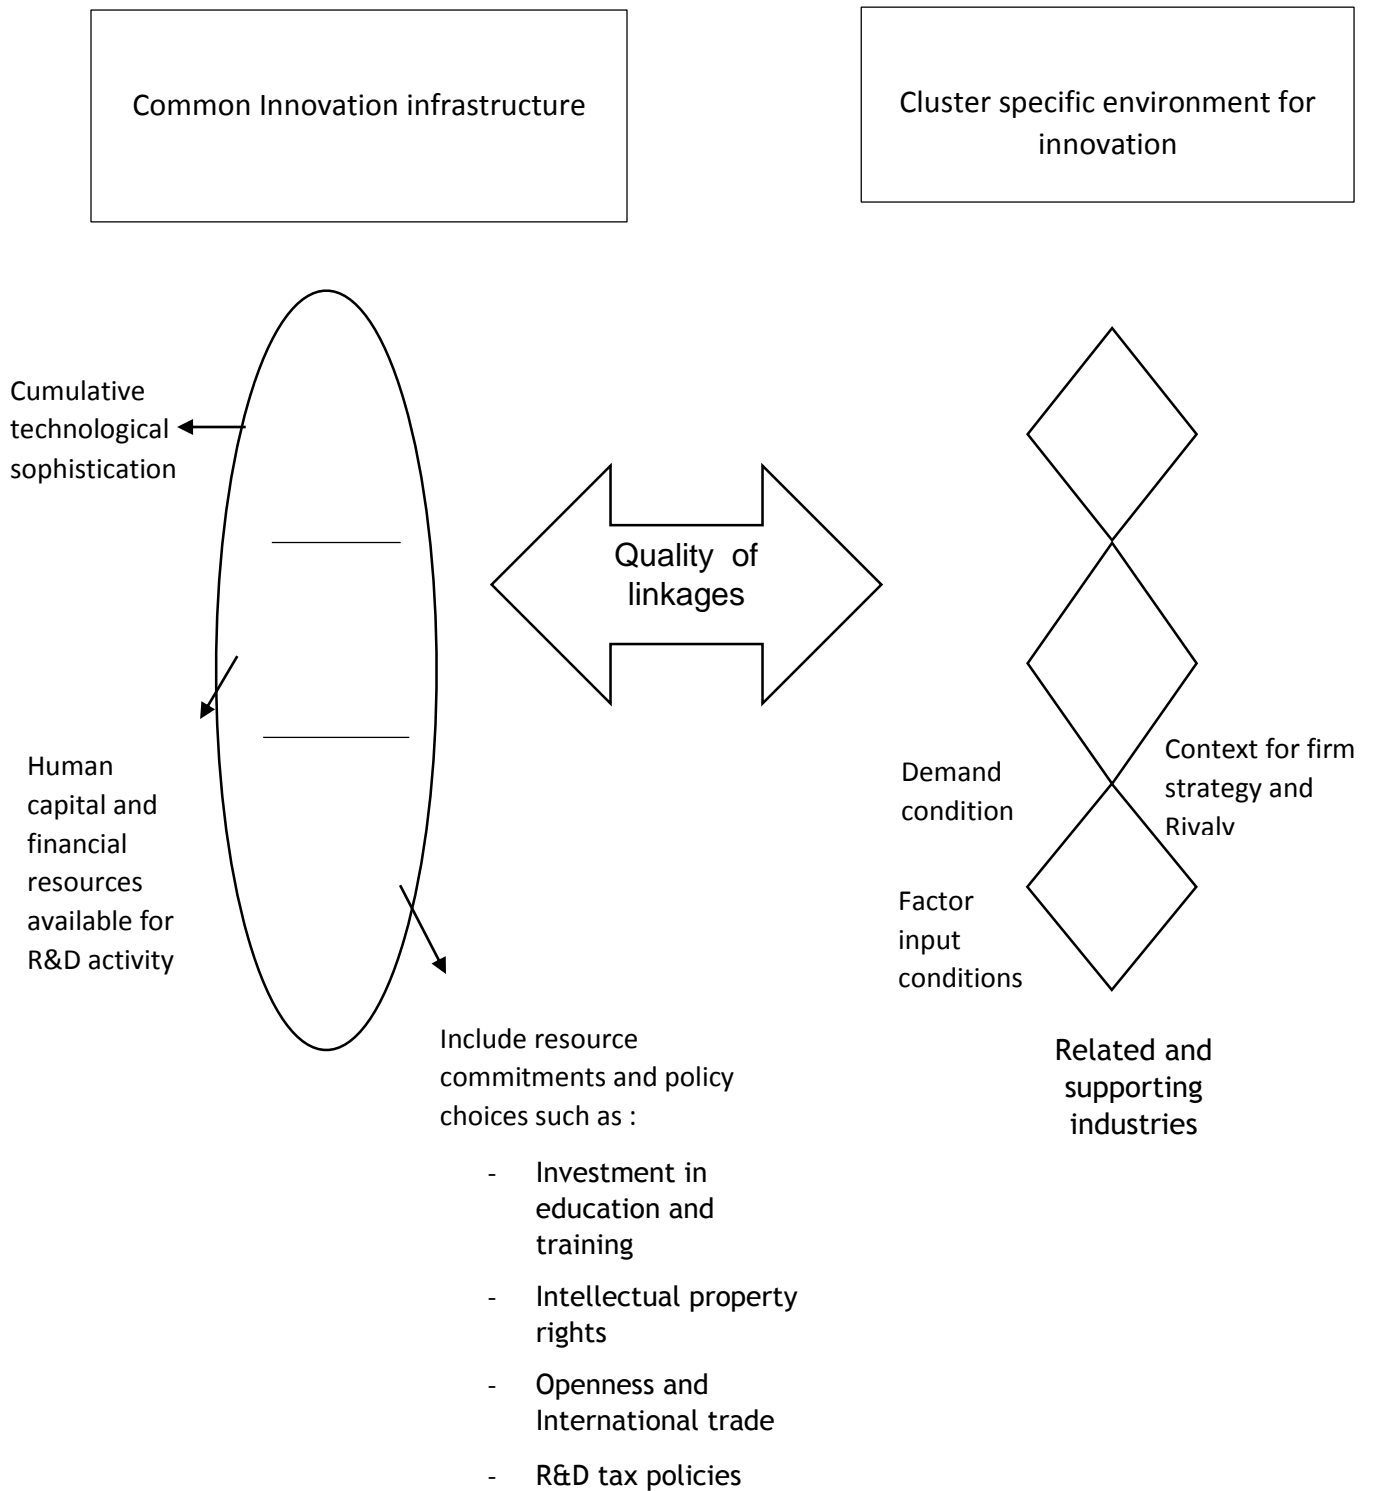 Common Innovation infrastructure
Cluster specific environment for
innovation
Cumulative
technological
sophistication
Quality of
linkages
Human
capital and
financial
resources
available for
R&D activity
Demand
condition
Context for firm
strategy and
Rivaly
Factor
input
conditions
Include resource
commitments and policy
choices such as :
Related and
supporting
industries
- Investment in
education and
training
- Intellectual property
rights
- Openness and
International trade
- R&D tax policies